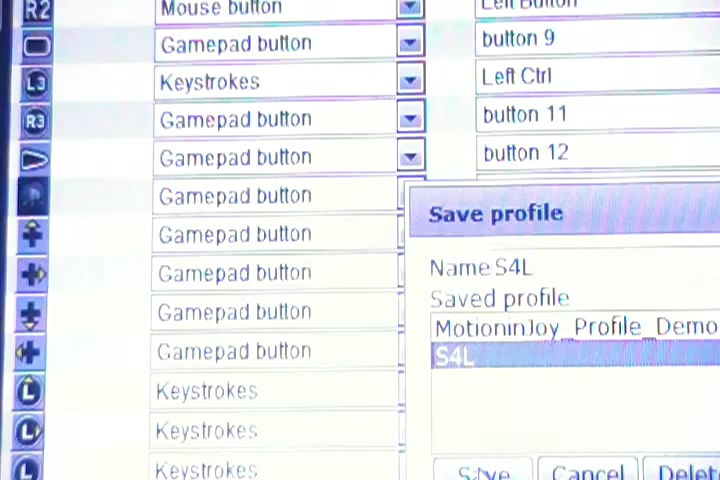 R2 Mouse button Left Button
Gamepad button button 9
L3 Keystrokes Left Ctrl
R3 Gamepad button button 11
Gamepad button button 12
Gamepad button
Save profile
Gamepad button
Name S4L
Gamepad button
Saved profile
Gamepad button
MotioninJoy_Profile_Demo
Gamepad button
S4L
L Keystrokes
L Keystrokes
L Keystrokes
Save Cancel